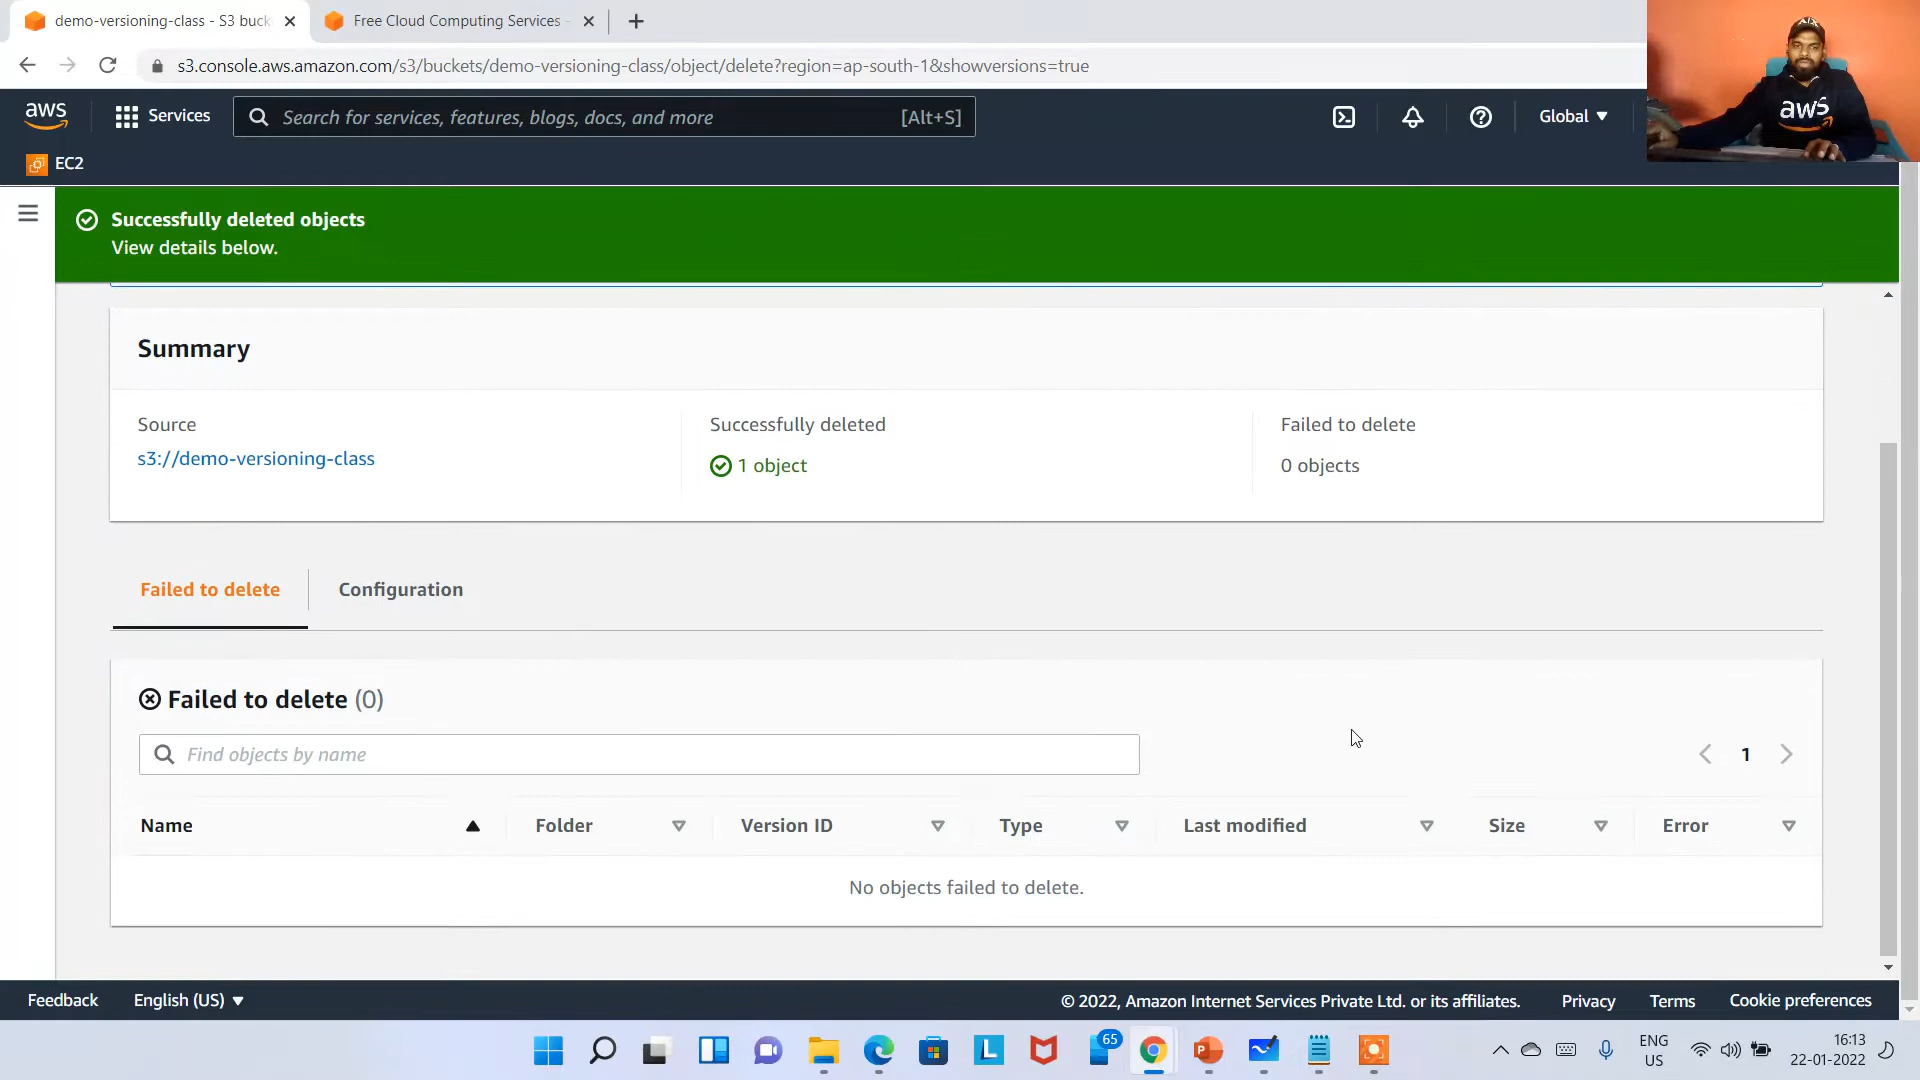 demo-versioning-class - S3 buck
Free Cloud Computing Services -
s3.console.aws.amazon.com/s3/buckets/demo-versioning-class/object/delete?region=ap-south-1&showversions=true
aws
Services
Search for services, features, blogs, docs, and more
[Alt+S]
Global
aws
EC2
Successfully deleted objects
View details below.
Summary
Source
Successfully deleted
Failed to delete
s3://demo-versioning-class
1 object
0 objects
Failed to delete
Configuration
Failed to delete (0)
Find objects by name
1
Name
Folder
Version ID
Type
Last modified
Size
Error
No objects failed to delete.
Feedback
English (US)
© 2022, Amazon Internet Services Private Ltd. or its affiliates.
Privacy
Terms
Cookie preferences
L
65
ENG
US
16:13
22-01-2022